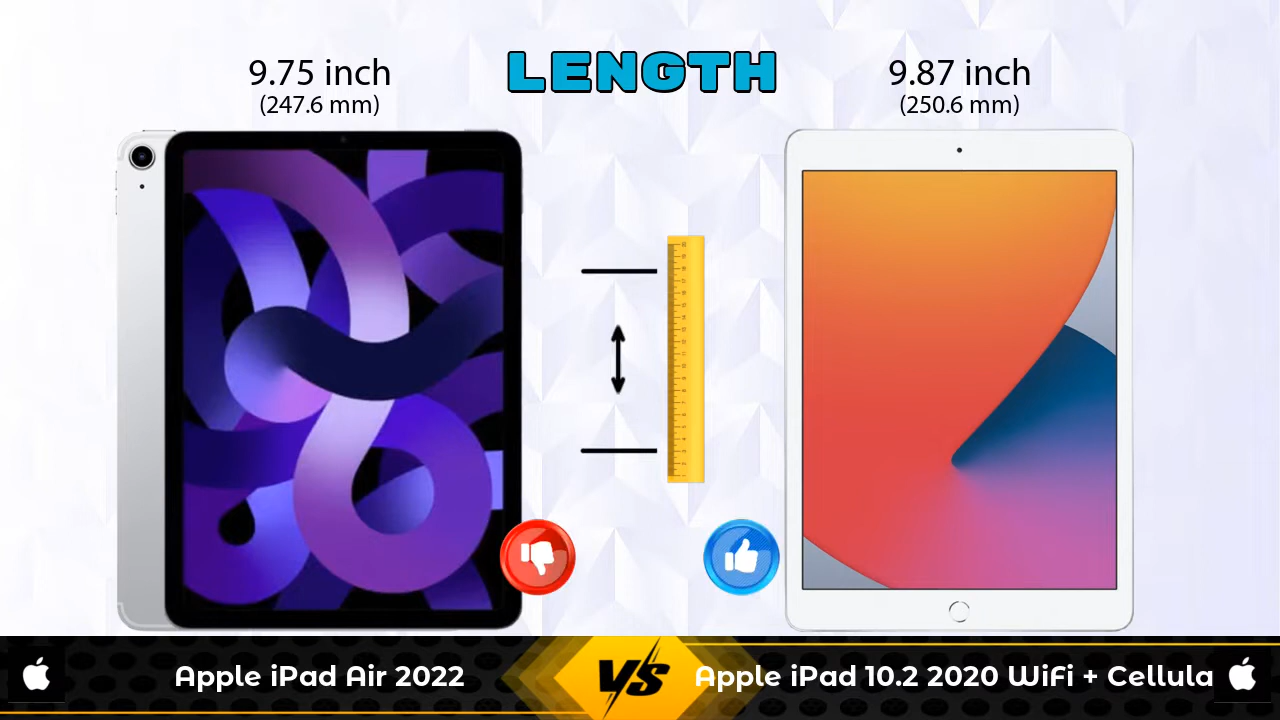 LENGTH
9.75 inch
(247.6 mm)
9.87 inch
(250.6 mm)
Apple iPad Air 2022
VS
Apple iPad 10.2 2020 WiFi + Cellula